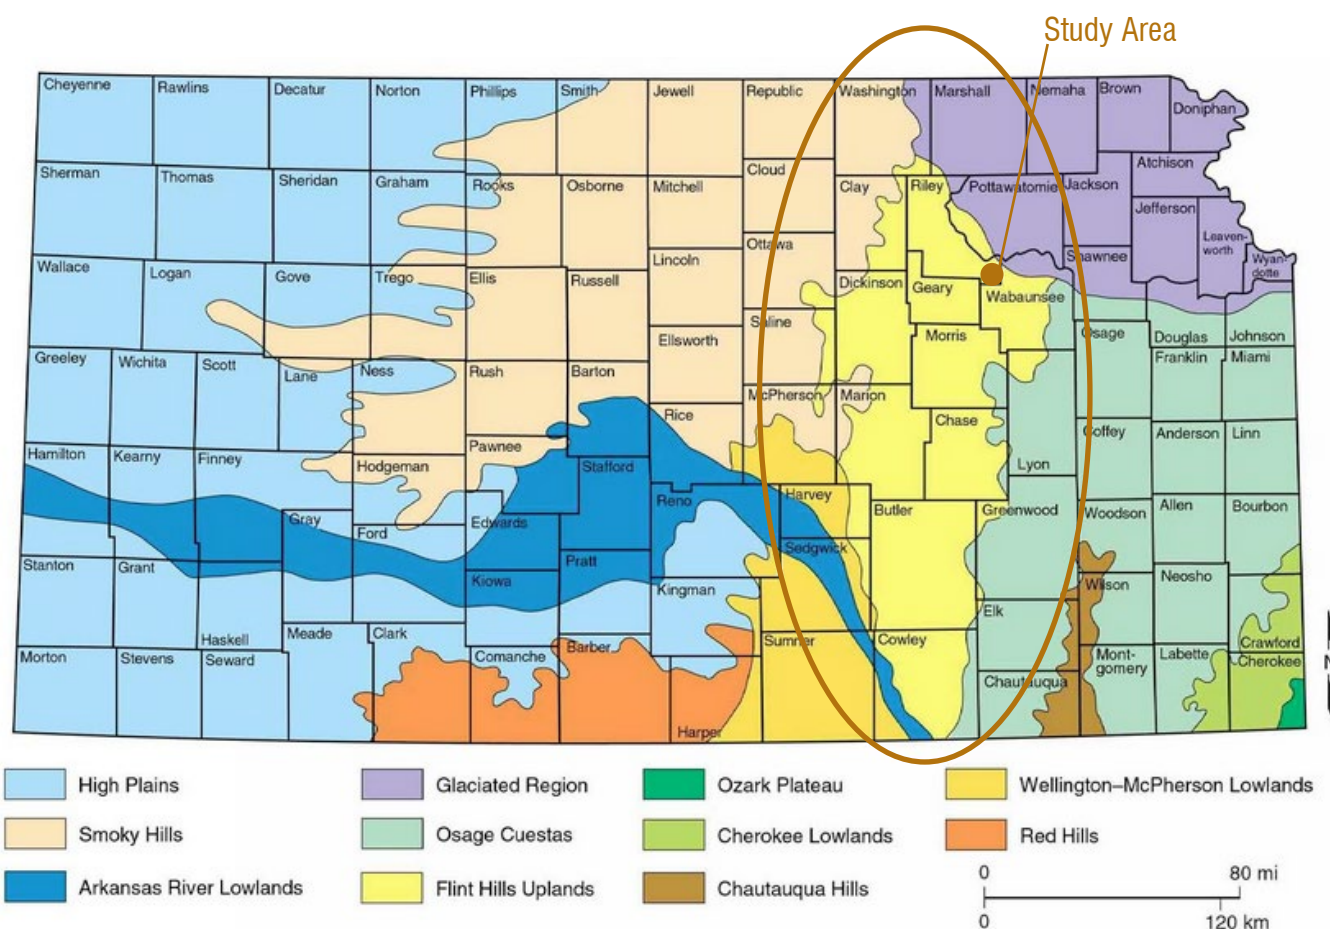 Study Area
Cheyenne
Rawlins
Decatur
Norton
Phillips
Smith
Jewell
Republic
Washington
Marshall
Nemaha
Brown
Doniphan
Sherman
Thomas
Sheridan
Graham
Rooks
Osborne
Mitchell
Cloud
Clay
Riley
Pottawatomie
Jackson
Atchison
Jefferson
Leaven-
worth
Wyan-
dotte
Wallace
Logan
Gove
Trego
Ellis
Russell
Lincoln
Ottawa
Dickinson
Geary
Wabaunsee
Shawnee
Saline
Ellsworth
Morris
Osage
Douglas
Johnson
Greeley
Wichita
Scott
Lane
Ness
Rush
Barton
McPherson
Marion
Franklin
Miami
Rice
Chase
Lyon
Coffey
Anderson
Linn
Hamilton
Kearny
Finney
Hodgeman
Pawnee
Stafford
Reno
Harvey
Butler
Greenwood
Woodson
Allen
Bourbon
Gray
Ford
Edwards
Stanton
Grant
Kiowa
Pratt
Kingman
Sedgwick
Elk
Wilson
Neosho
Haskell
Meade
Clark
Comanche
Barber
Sumner
Cowley
Crawford
Morton
Stevens
Seward
Harper
Chautauqua
Mont-
gomery
Labette
Cherokee
High Plains
Glaciated Region
Ozark Plateau
Wellington–McPherson Lowlands
Smoky Hills
Osage Cuestas
Cherokee Lowlands
Red Hills
Arkansas River Lowlands
Flint Hills Uplands
Chautauqua Hills
0 80 mi
0 120 km